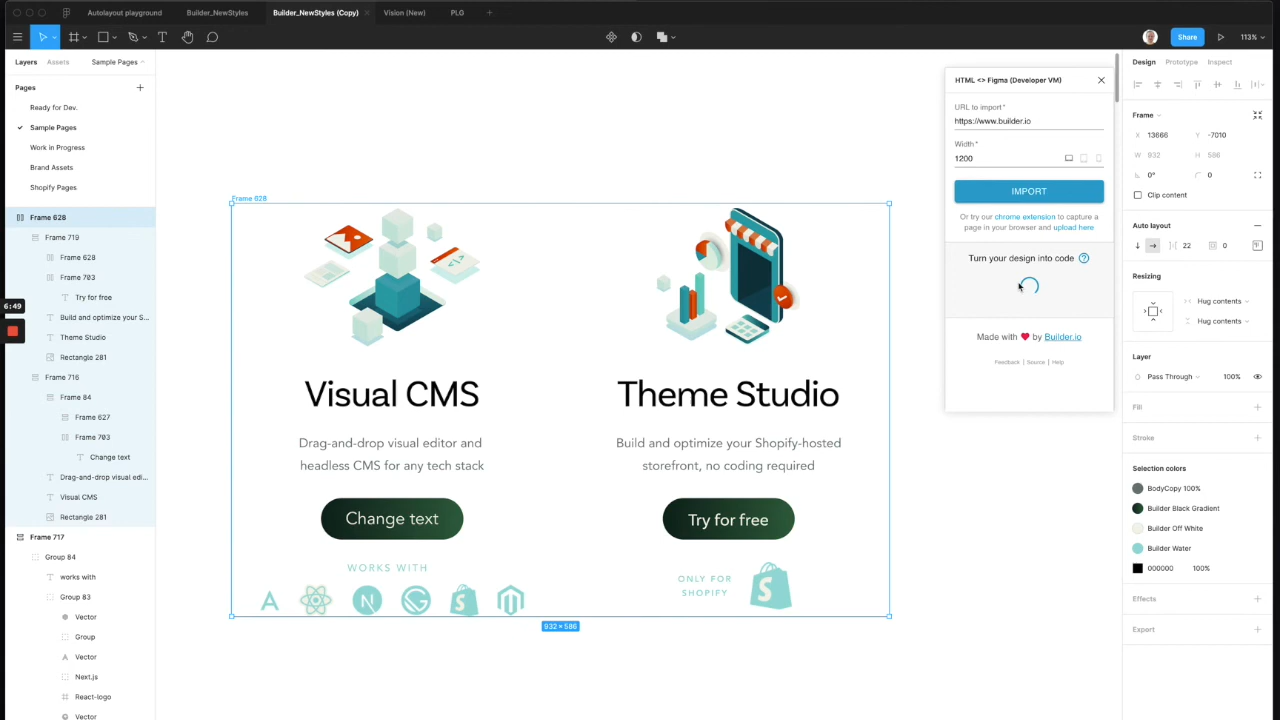 Autolayout playground
Builder_NewStyles
Builder_NewStyles (Copy)
Vision (New)
PLG
Share
113%
Layers
Assets
Sample Pages
Pages
Ready for Dev.
Sample Pages
Work in Progress
Brand Assets
Shopify Pages
Frame 628
Frame 719
Frame 628
Frame 703
Try for free
Build and optimize your S...
Theme Studio
Rectangle 281
Frame 716
Frame 84
Frame 627
Frame 703
Change text
Drag-and-drop visual edi...
Visual CMS
Rectangle 281
Frame 717
Group 84
works with
Group 83
Vector
Group
Vector
Next.js
React-logo
Vector
6:49
Frame 628
Visual CMS
Drag-and-drop visual editor and
headless CMS for any tech stack
Change text
WORKS WITH
Theme Studio
Build and optimize your Shopify-hosted
storefront, no coding required
Try for free
ONLY FOR
SHOPIFY
932 × 586
HTML <> Figma (Developer VM)
URL to import *
https://www.builder.io
Width *
1200
IMPORT
Or try our chrome extension to capture a
page in your browser and upload here
Turn your design into code
Made with ❤ by Builder.io
Feedback | Source | Help
Design
Prototype
Inspect
Frame
X 13666 Y -7010
W 932 H 586
0° 0
Clip content
Auto layout
22 0
Resizing
Hug contents
Hug contents
Layer
Pass Through 100%
Fill
Stroke
Selection colors
BodyCopy 100%
Builder Black Gradient
Builder Off White
Builder Water
000000 100%
Effects
Export